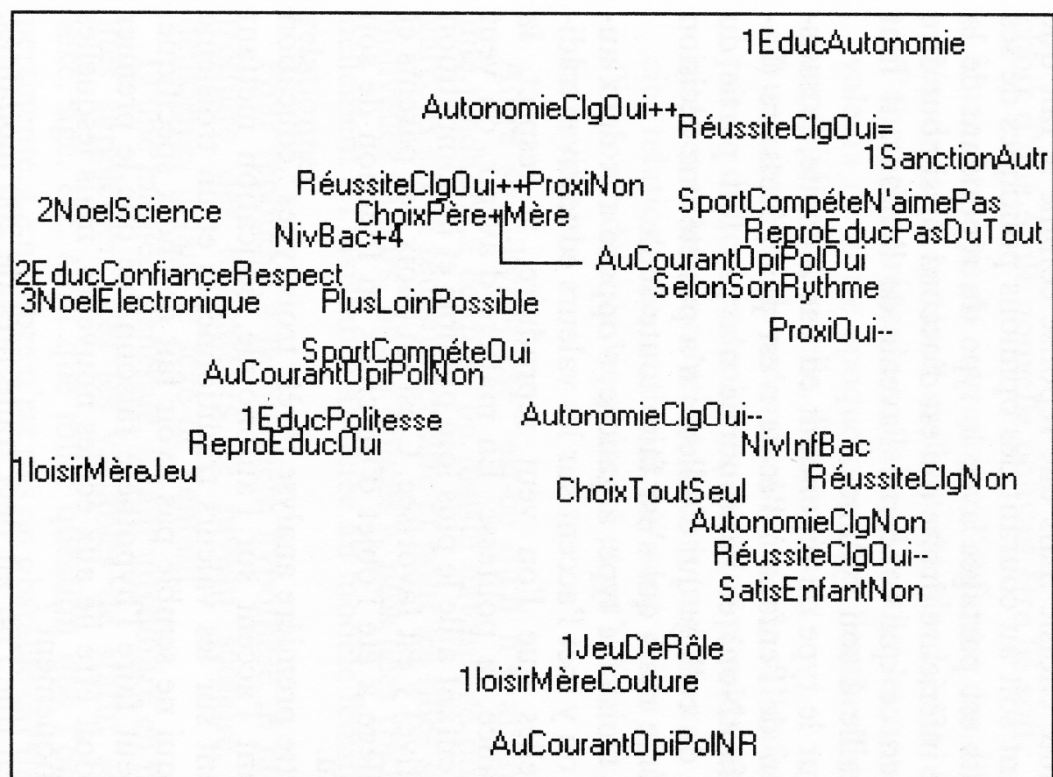 1EducAutonomie
AutonomieClgOui++
RéussiteClgOui=
1SanctionAutr
RéussiteClgOui++ProxiNon
2NoelScience
ChoixPère+Mère
SportCompéteN'aimePas
NivBac+4
ReproEducPasDuTout
AuCourantOpiPolOui
2EducConfianceRespect
SelonSonRythme
3NoelElectronique
PlusLoinPossible
ProxiOui--
SportCompéteOui
AuCourantOpiPolNon
1EducPolitesse
AutonomieClgOui--
ReproEducOui
NivInfBac
1loisirMèreJeu
RéussiteClgNon
ChoixToutSeul
AutonomieClgNon
RéussiteClgOui--
SatisEnfantNon
1JeuDeRôle
1loisirMèreCouture
AuCourantOpiPolNR